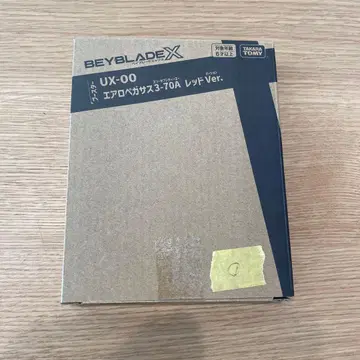 BEYBLADE X
ブースター
UX-00
エアロペガサス3-70A レッドVer.
対象年齢
6才以上
TAKARA
TOMY